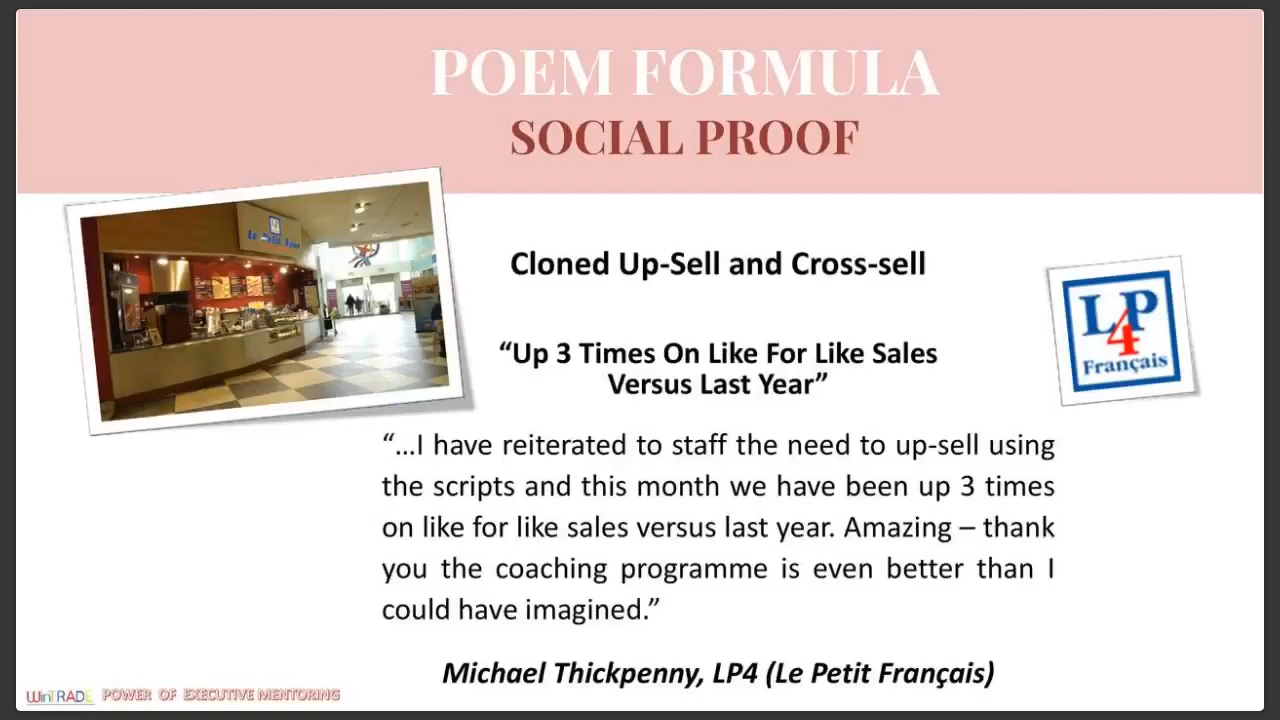 POEM FORMULA
SOCIAL PROOF
Cloned Up-Sell and Cross-sell
“Up 3 Times On Like For Like Sales
Versus Last Year”
LP
4
Français
“…I have reiterated to staff the need to up-sell using
the scripts and this month we have been up 3 times
on like for like sales versus last year. Amazing – thank
you the coaching programme is even better than I
could have imagined.”
Michael Thickpenny, LP4 (Le Petit Français)
WinTRADE POWER OF EXECUTIVE MENTORING